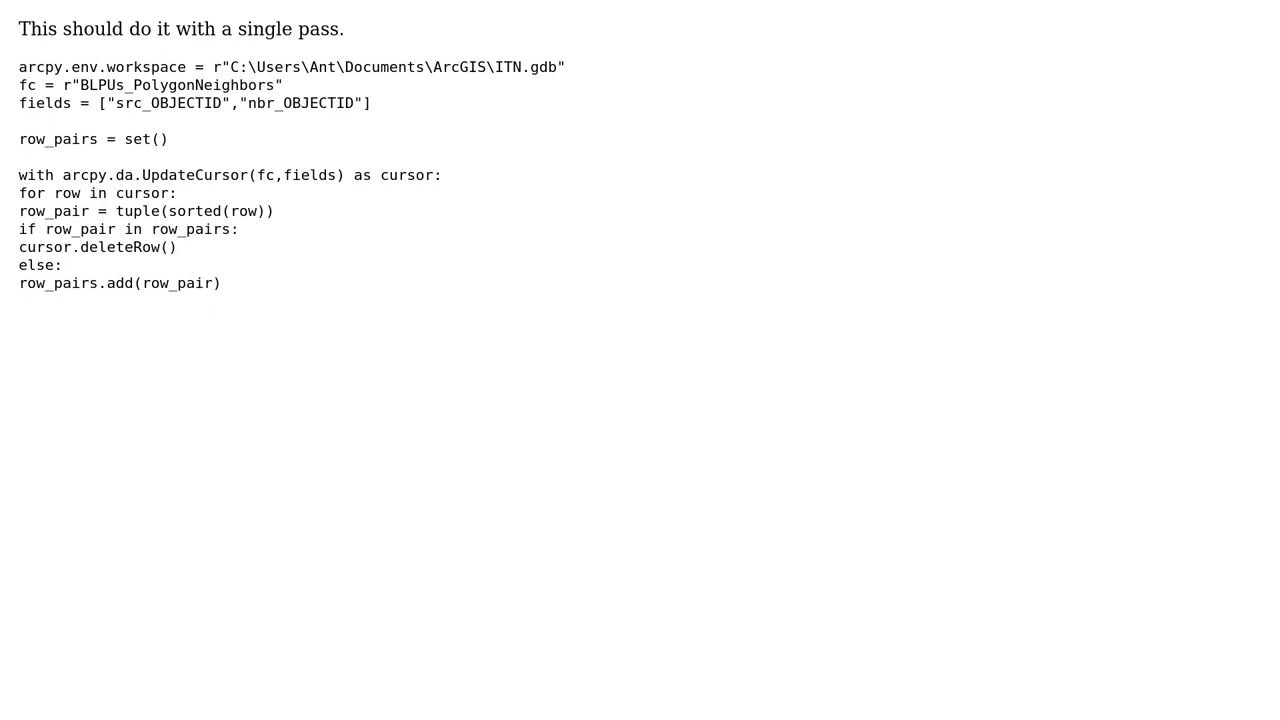 This should do it with a single pass.
arcpy.env.workspace = r"C:\Users\Ant\Documents\ArcGIS\ITN.gdb"
fc = r"BLPUs_PolygonNeighbors"
fields = ["src_OBJECTID","nbr_OBJECTID"]
row_pairs = set()
with arcpy.da.UpdateCursor(fc,fields) as cursor:
for row in cursor:
row_pair = tuple(sorted(row))
if row_pair in row_pairs:
cursor.deleteRow()
else:
row_pairs.add(row_pair)